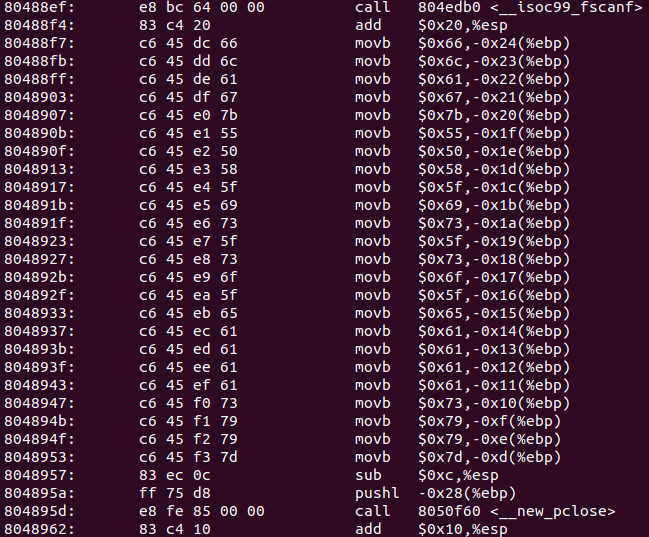 80488ef: e8 bc 64 00 00 call 804edb0 <__isoc99_fscanf>
80488f4: 83 c4 20 add $0x20,%esp
80488f7: c6 45 dc 66 movb $0x66,-0x24(%ebp)
80488fb: c6 45 dd 6c movb $0x6c,-0x23(%ebp)
80488ff: c6 45 de 61 movb $0x61,-0x22(%ebp)
8048903: c6 45 df 67 movb $0x67,-0x21(%ebp)
8048907: c6 45 e0 7b movb $0x7b,-0x20(%ebp)
804890b: c6 45 e1 55 movb $0x55,-0x1f(%ebp)
804890f: c6 45 e2 50 movb $0x50,-0x1e(%ebp)
8048913: c6 45 e3 58 movb $0x58,-0x1d(%ebp)
8048917: c6 45 e4 5f movb $0x5f,-0x1c(%ebp)
804891b: c6 45 e5 69 movb $0x69,-0x1b(%ebp)
804891f: c6 45 e6 73 movb $0x73,-0x1a(%ebp)
8048923: c6 45 e7 5f movb $0x5f,-0x19(%ebp)
8048927: c6 45 e8 73 movb $0x73,-0x18(%ebp)
804892b: c6 45 e9 6f movb $0x6f,-0x17(%ebp)
804892f: c6 45 ea 5f movb $0x5f,-0x16(%ebp)
8048933: c6 45 eb 65 movb $0x65,-0x15(%ebp)
8048937: c6 45 ec 61 movb $0x61,-0x14(%ebp)
804893b: c6 45 ed 61 movb $0x61,-0x13(%ebp)
804893f: c6 45 ee 61 movb $0x61,-0x12(%ebp)
8048943: c6 45 ef 61 movb $0x61,-0x11(%ebp)
8048947: c6 45 f0 73 movb $0x73,-0x10(%ebp)
804894b: c6 45 f1 79 movb $0x79,-0xf(%ebp)
804894f: c6 45 f2 79 movb $0x79,-0xe(%ebp)
8048953: c6 45 f3 7d movb $0x7d,-0xd(%ebp)
8048957: 83 ec 0c sub $0xc,%esp
804895a: ff 75 d8 pushl -0x28(%ebp)
804895d: e8 fe 85 00 00 call 8050f60 <__new_pclose>
8048962: 83 c4 10 add $0x10,%esp